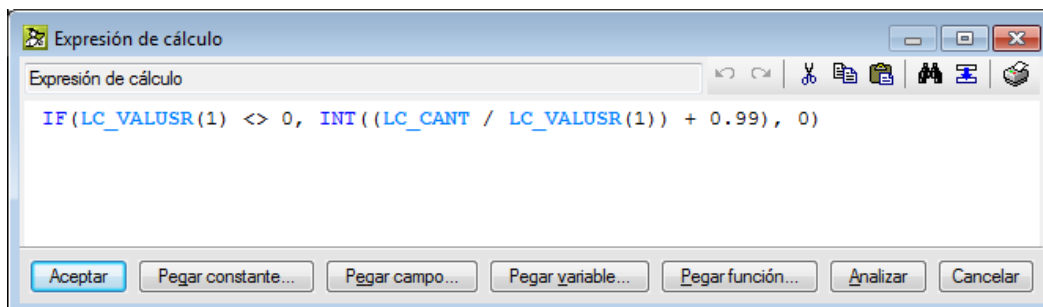 Expresión de cálculo
Expresión de cálculo
IF(LC_VALUSR(1) <> 0, INT((LC_CANT / LC_VALUSR(1)) + 0.99), 0)
Aceptar Pegar constante... Pegar campo... Pegar variable... Pegar función... Analizar Cancelar